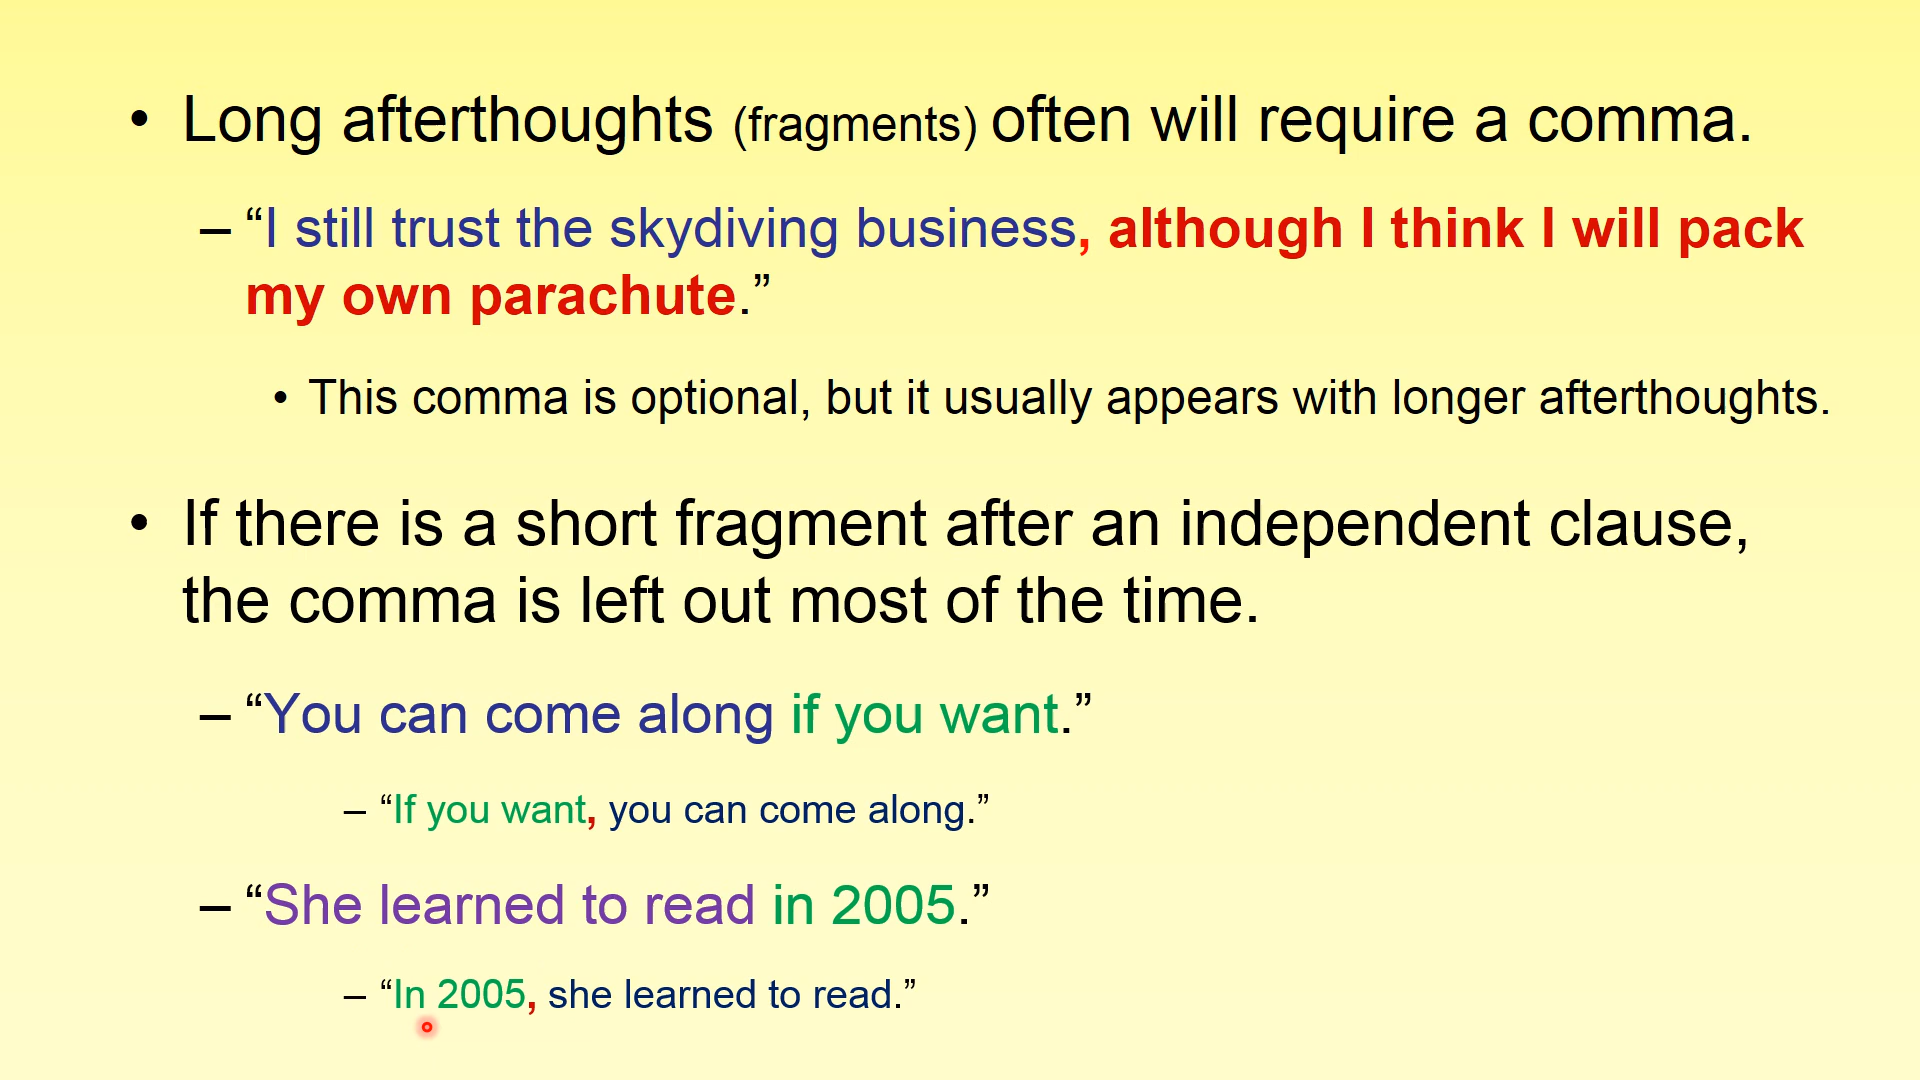 • Long afterthoughts (fragments) often will require a comma.
– “I still trust the skydiving business, although I think I will pack
my own parachute.”
• This comma is optional, but it usually appears with longer afterthoughts.
• If there is a short fragment after an independent clause,
the comma is left out most of the time.
– “You can come along if you want.”
– “If you want, you can come along.”
– “She learned to read in 2005.”
– “In 2005, she learned to read.”